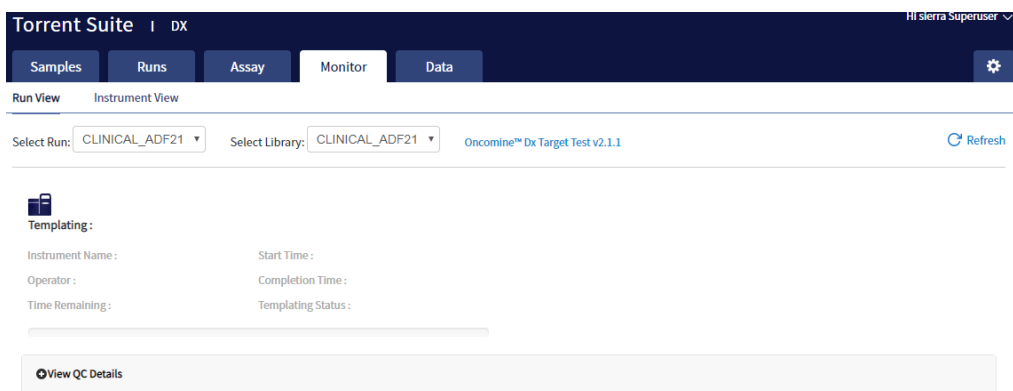 Torrent Suite | DX
Hi sierra Superuser
Samples Runs Assay Monitor Data
Run View Instrument View
Select Run: CLINICAL_ADF21 Select Library: CLINICAL_ADF21 Oncomine™ Dx Target Test v2.1.1 Refresh
Templating :
Instrument Name : Start Time :
Operator : Completion Time :
Time Remaining : Templating Status :
View QC Details